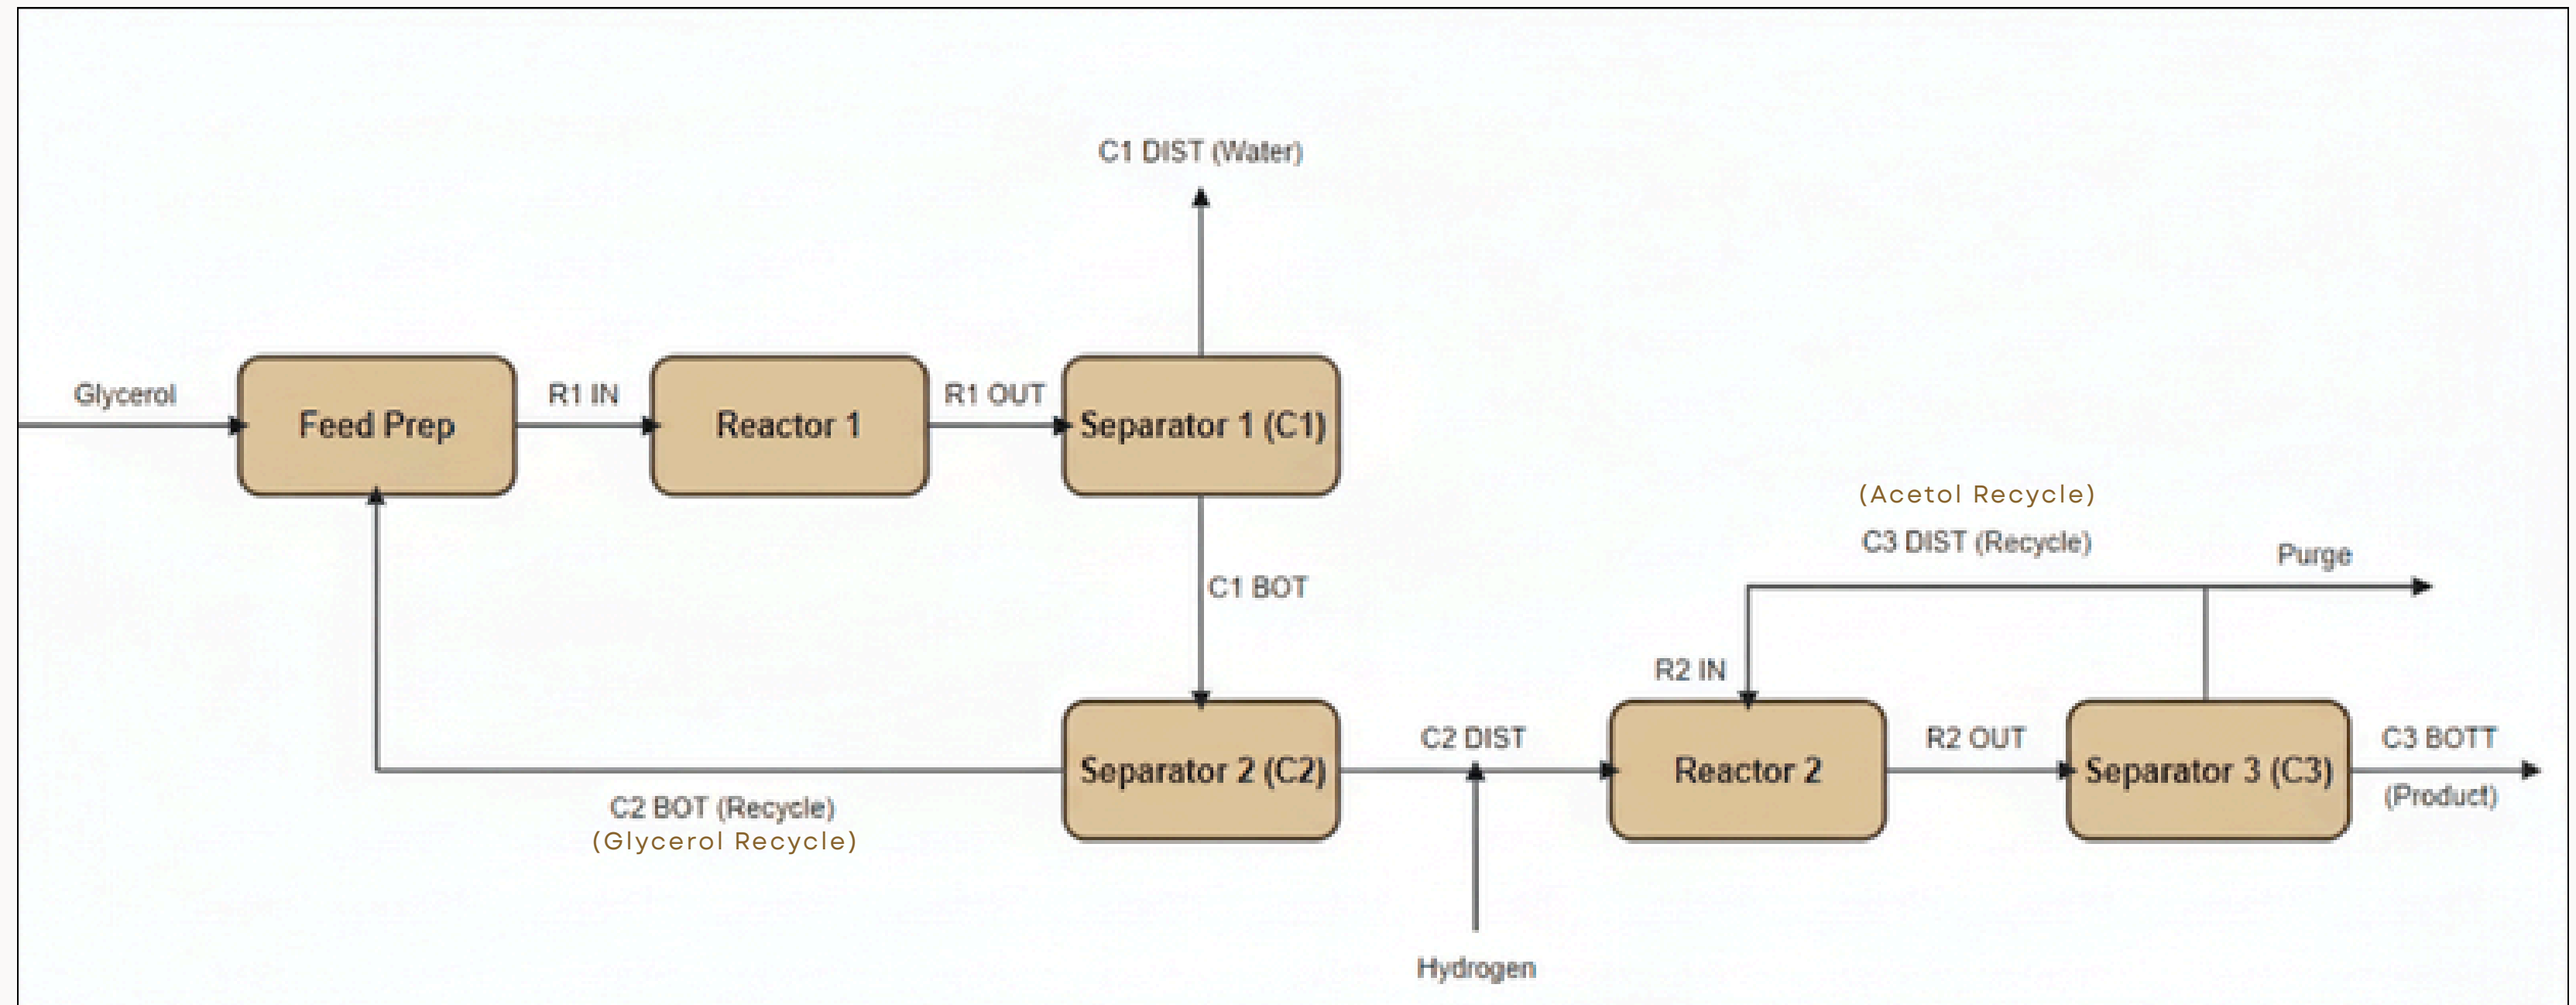 C1 DIST (Water)
Glycerol
Feed Prep
R1 IN
Reactor 1
R1 OUT
Separator 1 (C1)
(Acetol Recycle)
C3 DIST (Recycle)
Purge
C1 BOT
R2 IN
Separator 2 (C2)
C2 DIST
Reactor 2
R2 OUT
Separator 3 (C3)
C3 BOTT
(Product)
C2 BOT (Recycle)
(Glycerol Recycle)
Hydrogen